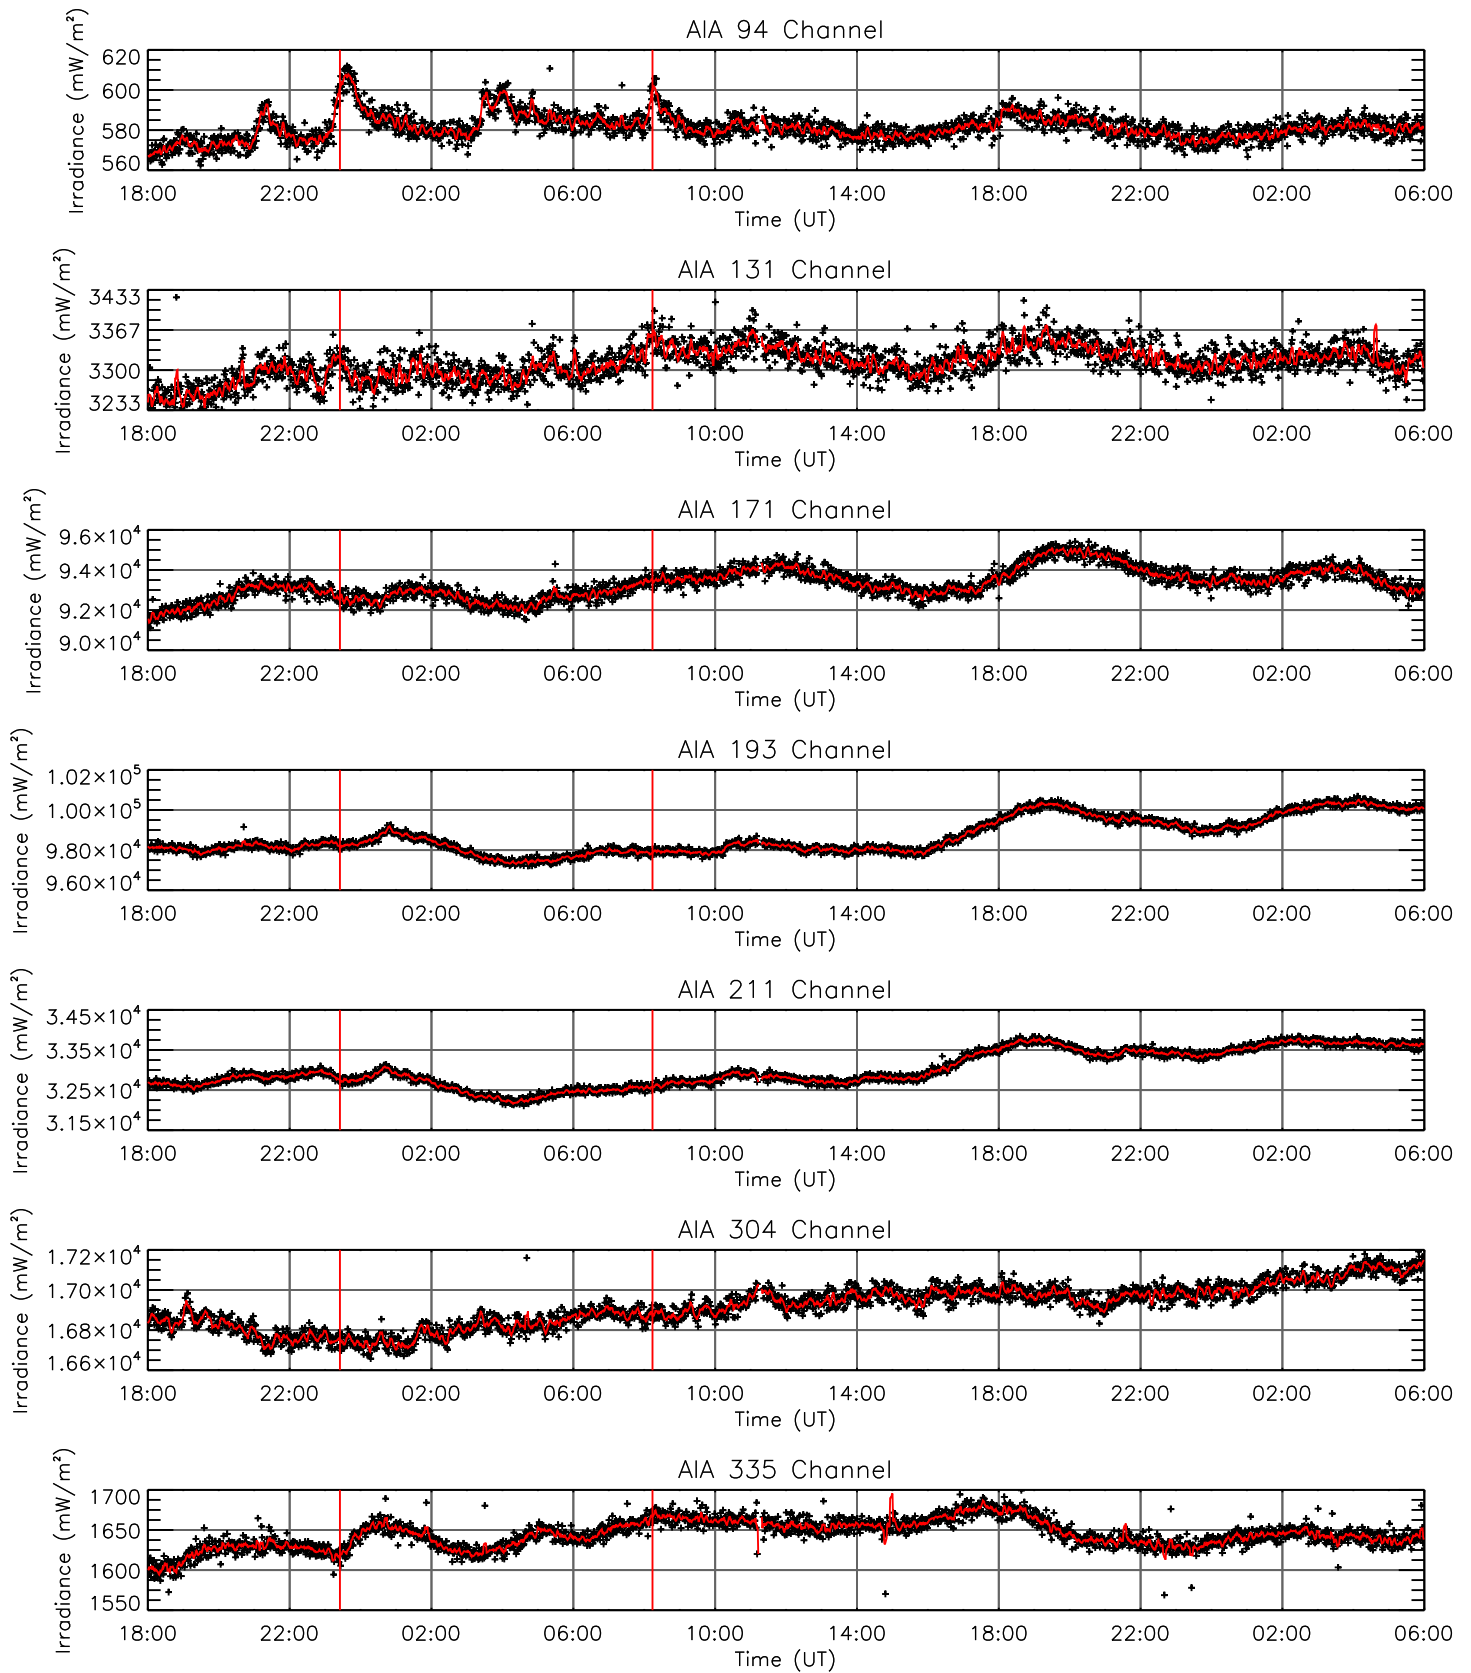 AIA 94 Channel
Irradiance (mW/m²)
620
600
580
560
18:00 22:00 02:00 06:00 10:00 14:00 18:00 22:00 02:00 06:00
Time (UT)
AIA 131 Channel
Irradiance (mW/m²)
3433
3367
3300
3233
18:00 22:00 02:00 06:00 10:00 14:00 18:00 22:00 02:00 06:00
Time (UT)
AIA 171 Channel
Irradiance (mW/m²)
9.6×10⁴
9.4×10⁴
9.2×10⁴
9.0×10⁴
18:00 22:00 02:00 06:00 10:00 14:00 18:00 22:00 02:00 06:00
Time (UT)
AIA 193 Channel
Irradiance (mW/m²)
1.02×10⁵
1.00×10⁵
9.80×10⁴
9.60×10⁴
18:00 22:00 02:00 06:00 10:00 14:00 18:00 22:00 02:00 06:00
Time (UT)
AIA 211 Channel
Irradiance (mW/m²)
3.45×10⁴
3.35×10⁴
3.25×10⁴
3.15×10⁴
18:00 22:00 02:00 06:00 10:00 14:00 18:00 22:00 02:00 06:00
Time (UT)
AIA 304 Channel
Irradiance (mW/m²)
1.72×10⁴
1.70×10⁴
1.68×10⁴
1.66×10⁴
18:00 22:00 02:00 06:00 10:00 14:00 18:00 22:00 02:00 06:00
Time (UT)
AIA 335 Channel
Irradiance (mW/m²)
1700
1650
1600
1550
18:00 22:00 02:00 06:00 10:00 14:00 18:00 22:00 02:00 06:00
Time (UT)